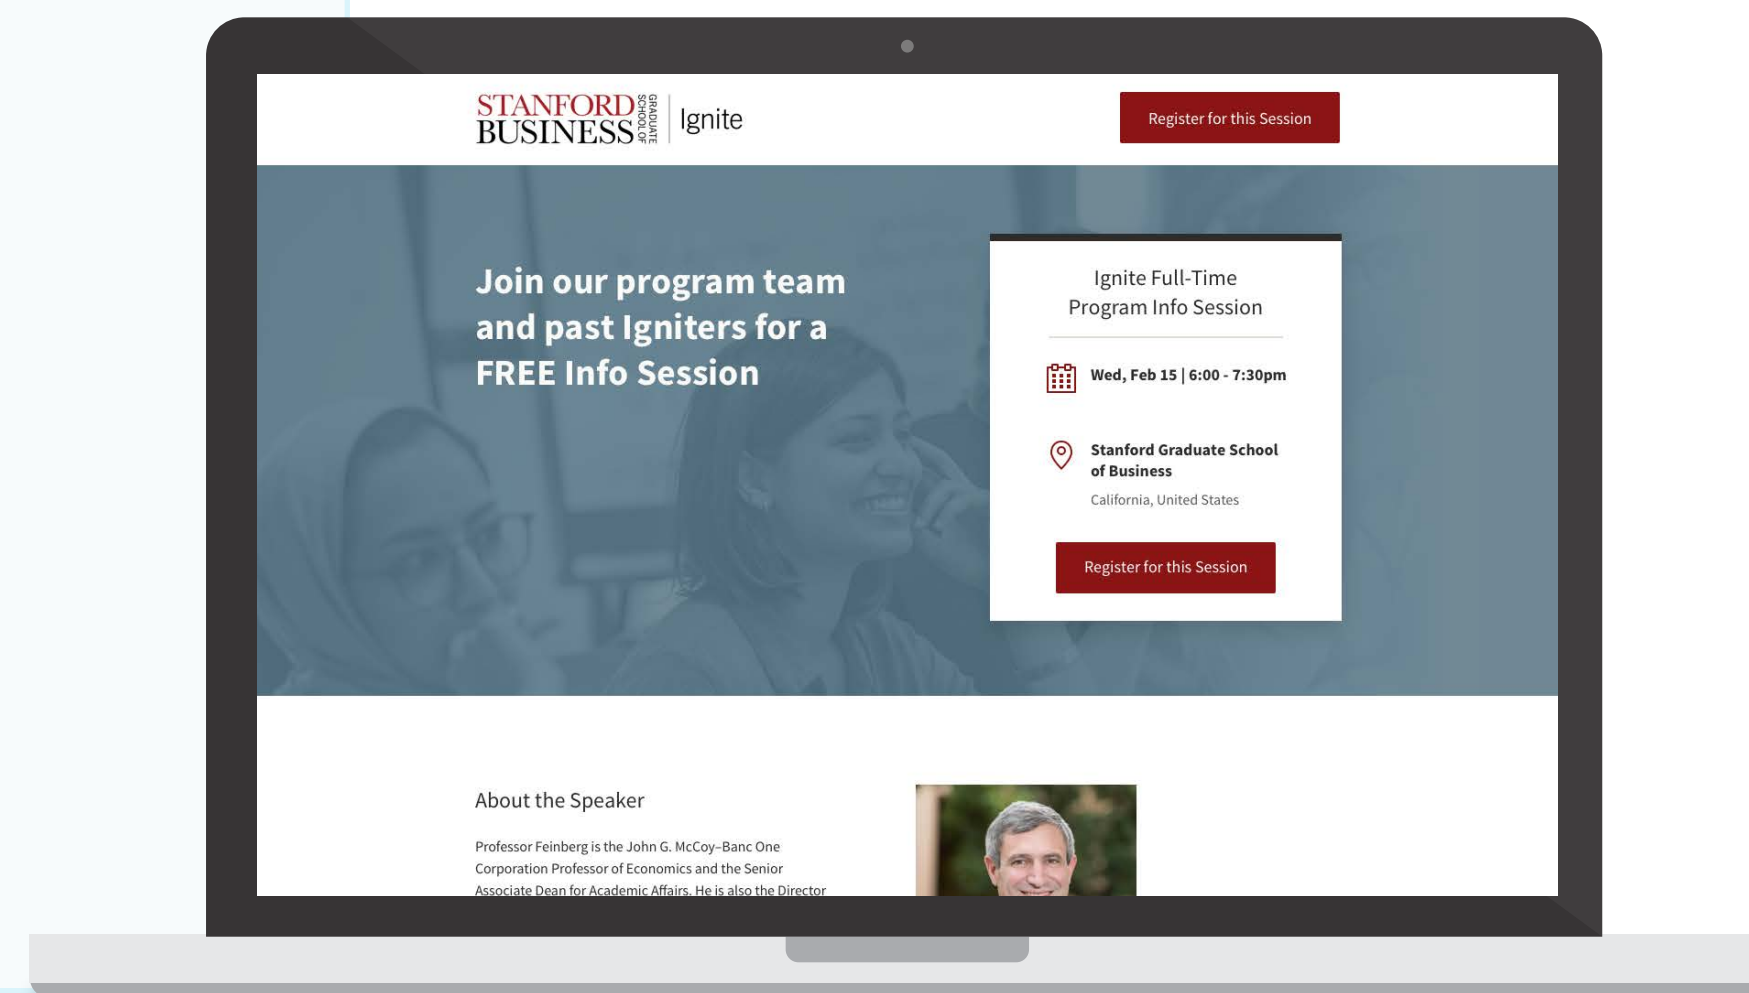 STANFORD
BUSINESS
GRADUATE
SCHOOL OF
Ignite
Register for this Session
Join our program team
and past Igniters for a
FREE Info Session
Ignite Full-Time
Program Info Session
Wed, Feb 15 | 6:00 - 7:30pm
Stanford Graduate School
of Business
California, United States
Register for this Session
About the Speaker
Professor Feinberg is the John G. McCoy–Banc One
Corporation Professor of Economics and the Senior
Associate Dean for Academic Affairs. He is also the Director